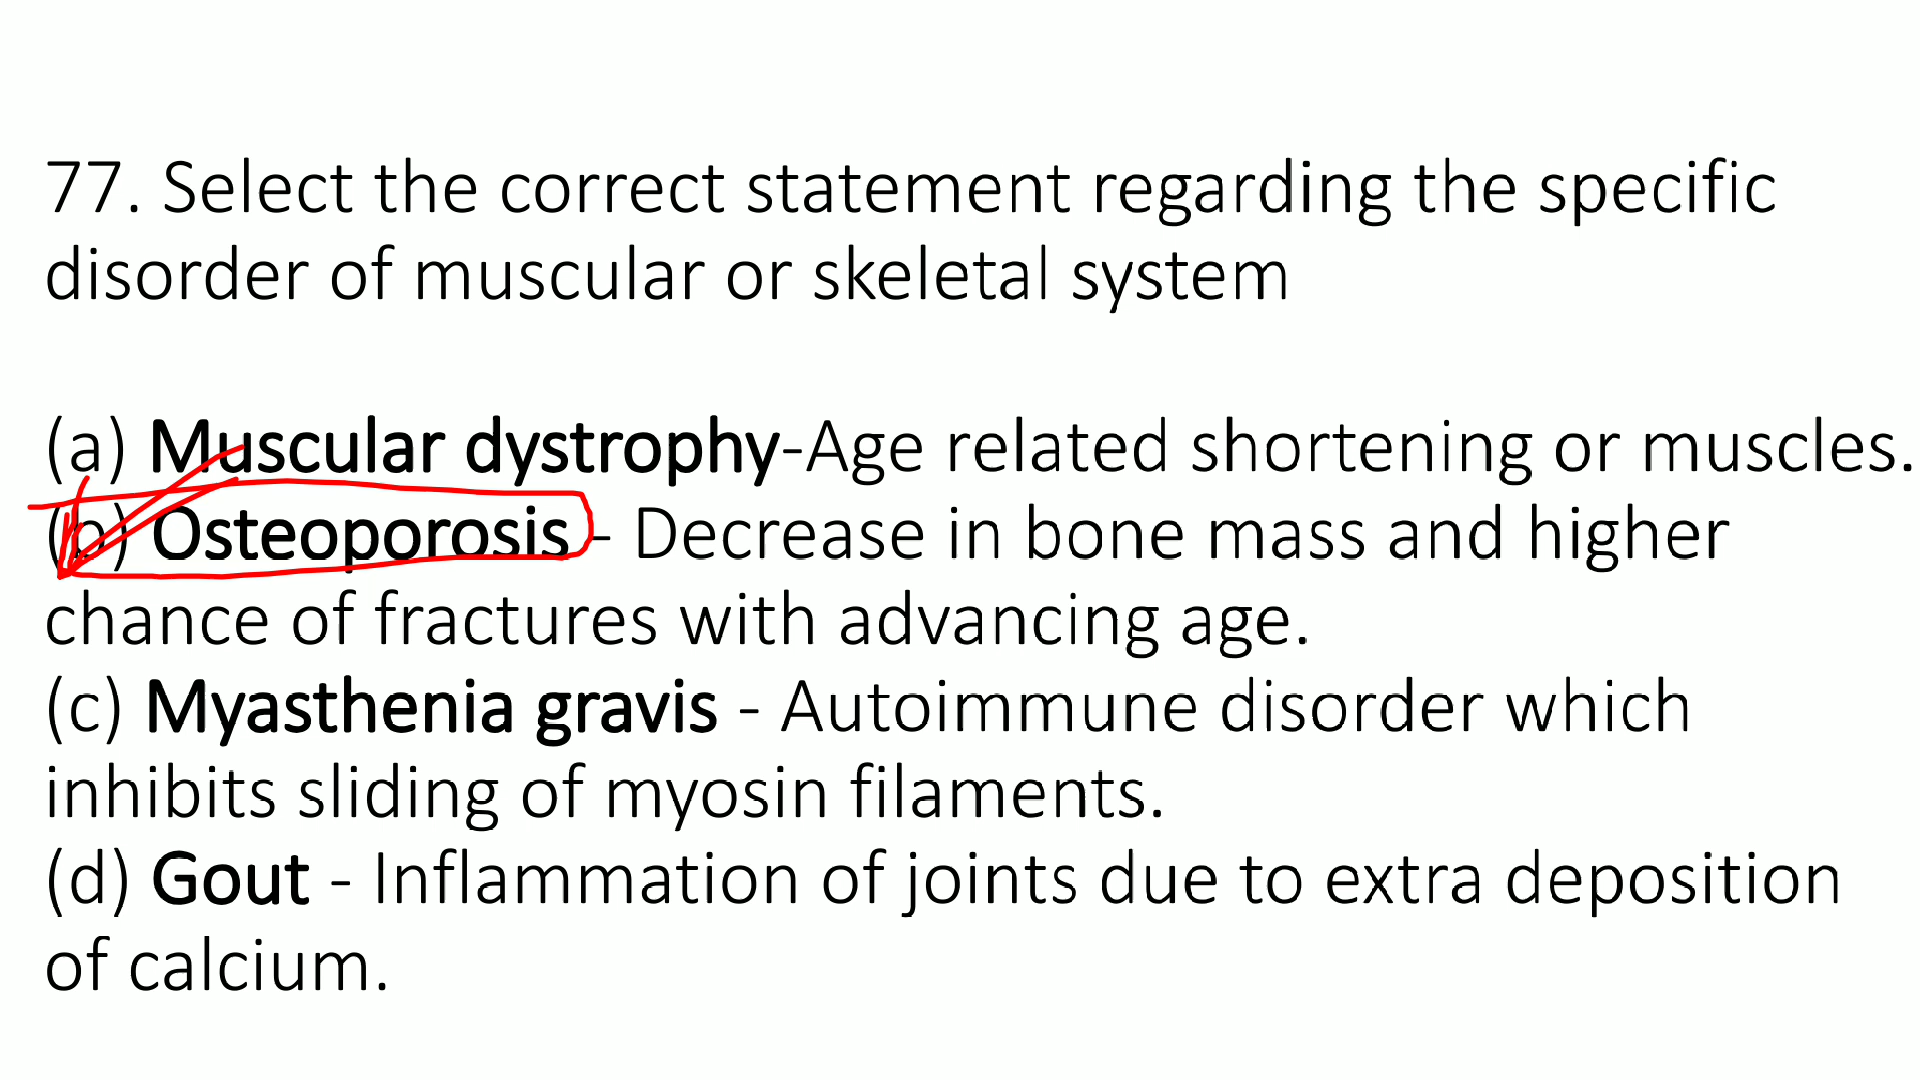 77. Select the correct statement regarding the specific
disorder of muscular or skeletal system
(a) Muscular dystrophy-Age related shortening or muscles.
(b) Osteoporosis - Decrease in bone mass and higher
chance of fractures with advancing age.
(c) Myasthenia gravis - Autoimmune disorder which
inhibits sliding of myosin filaments.
(d) Gout - Inflammation of joints due to extra deposition
of calcium.